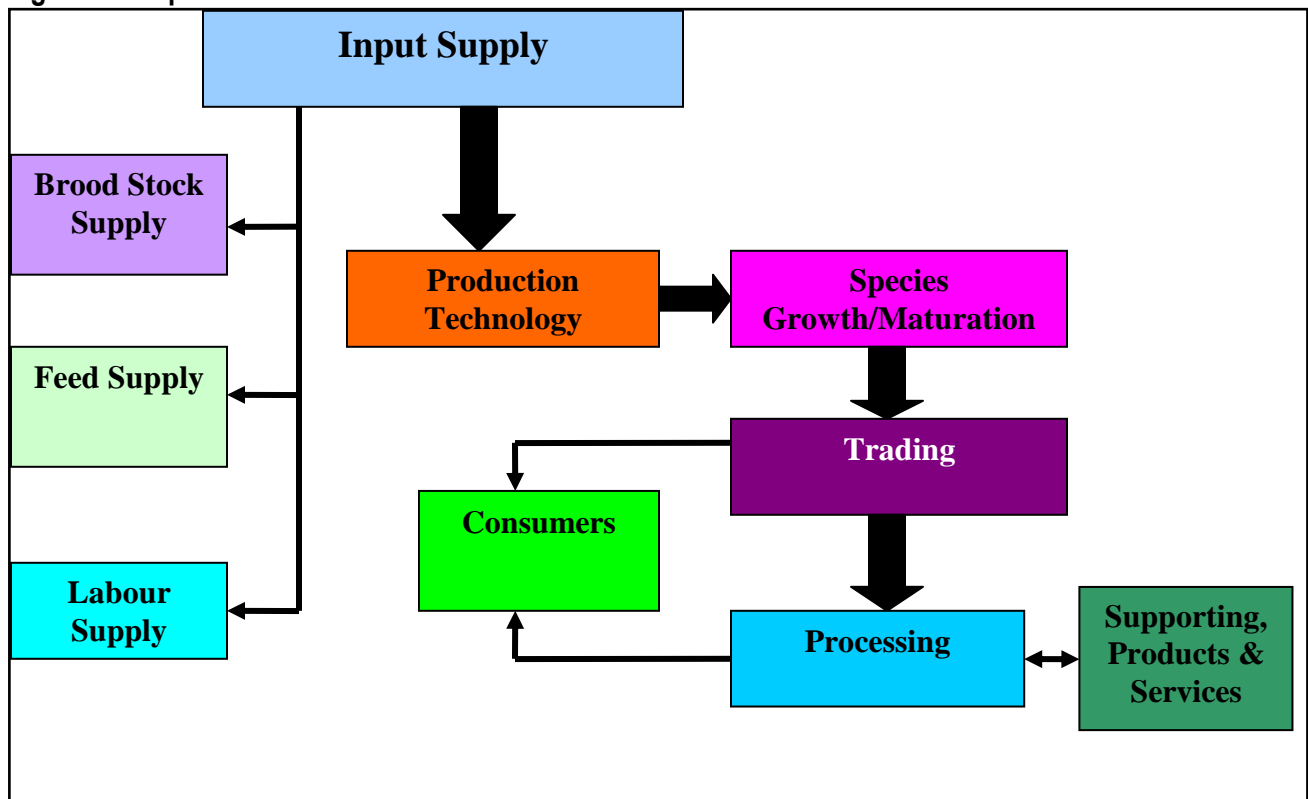 Input Supply
Brood Stock
Supply
Production
Technology
Species
Growth/Maturation
Feed Supply
Trading
Consumers
Labour
Supply
Processing
Supporting,
Products &
Services